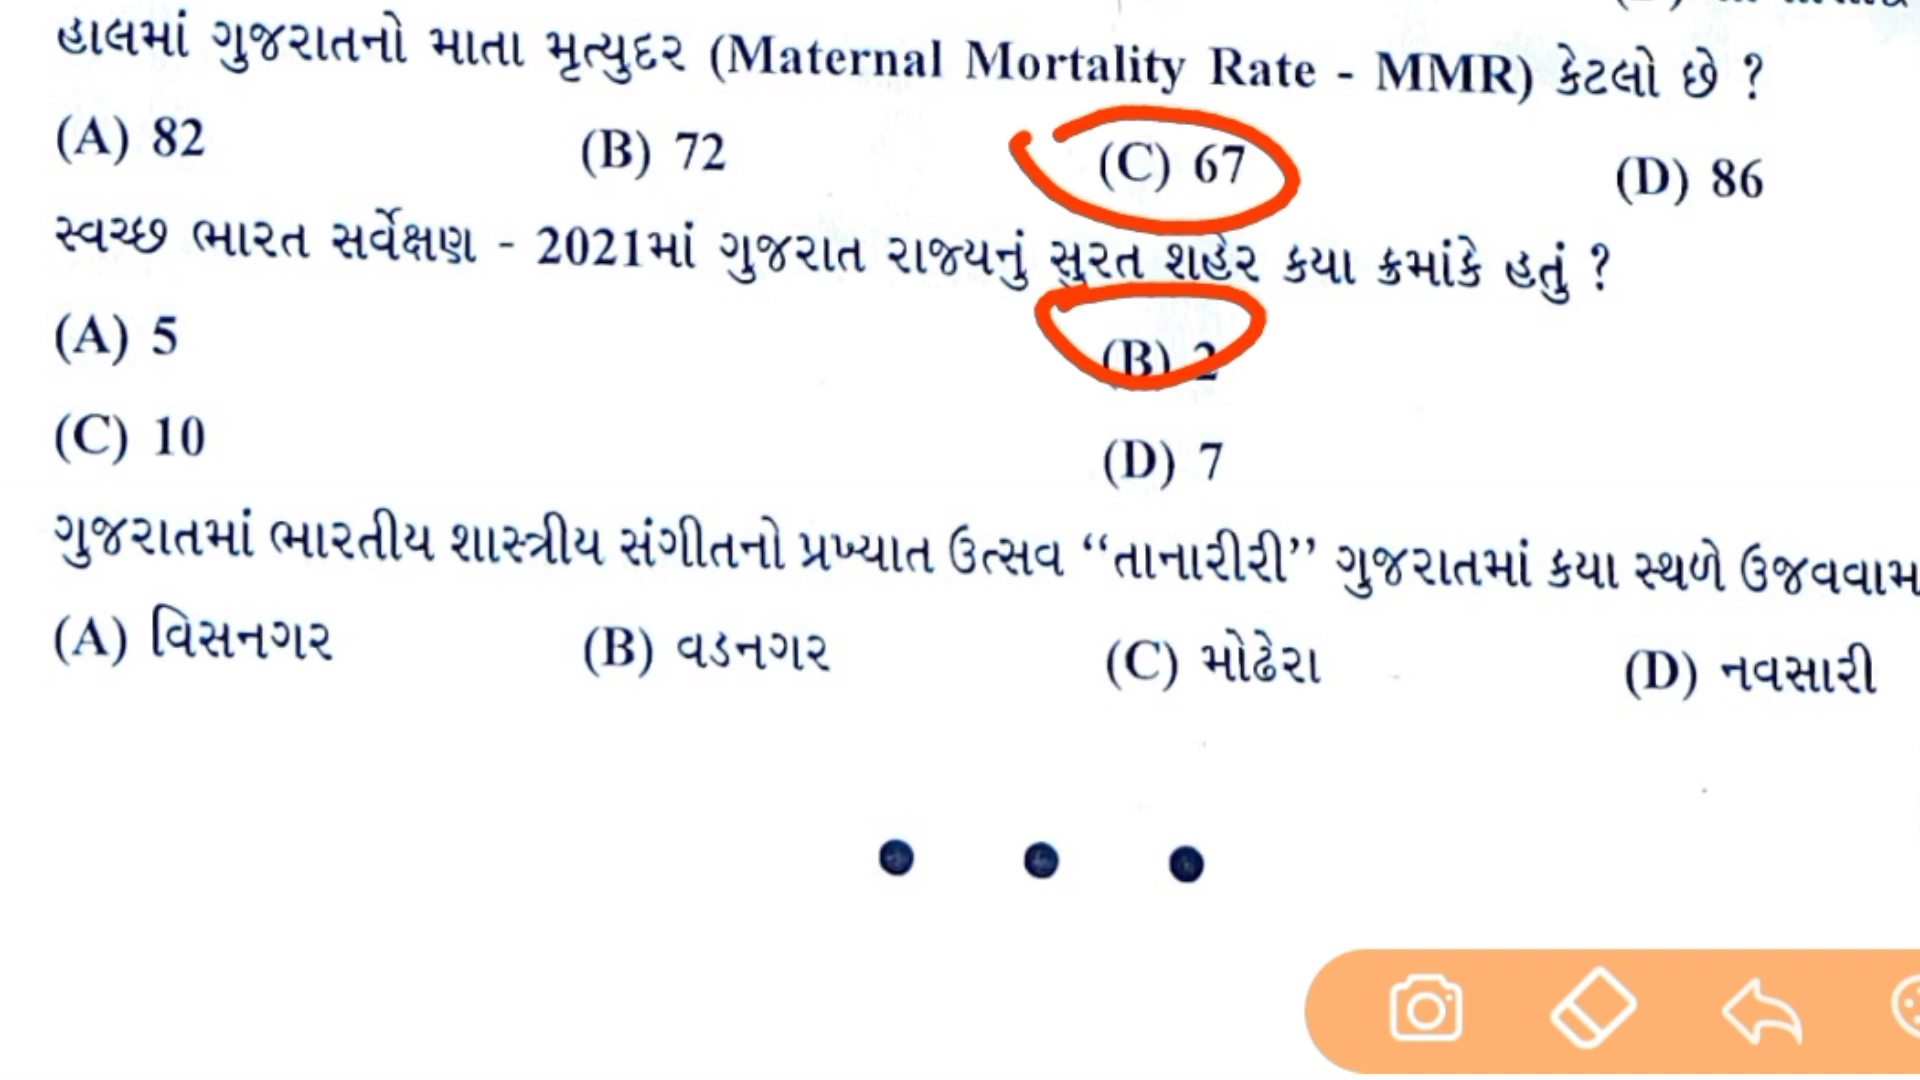 હાલમાં ગુજરાતનો માતા મૃત્યુદર (Maternal Mortality Rate - MMR) કેટલો છે ?
(A) 82 (B) 72 (C) 67 (D) 86
સ્વચ્છ ભારત સર્વેક્ષણ - 2021માં ગુજરાત રાજ્યનું સુરત શહેર કયા ક્રમાંકે હતું ?
(A) 5 (B) 2
(C) 10 (D) 7
ગુજરાતમાં ભારતીય શાસ્ત્રીય સંગીતનો પ્રખ્યાત ઉત્સવ “તાનારીરી” ગુજરાતમાં કયા સ્થળે ઉજવવામ
(A) વિસનગર (B) વડનગર (C) મોઢેરા (D) નવસારી